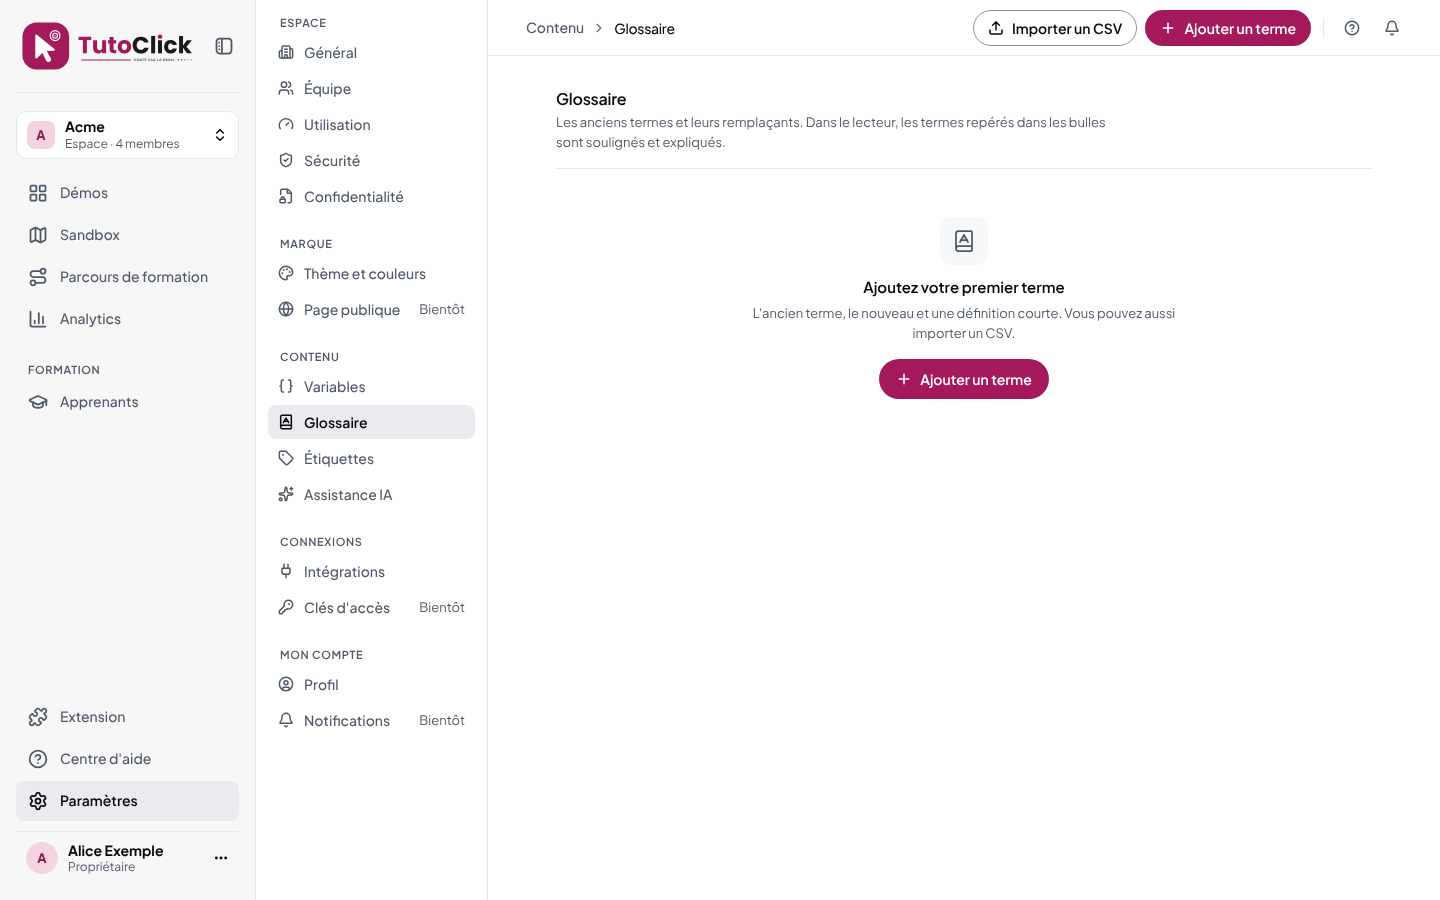 TutoClick
Acme
Espace · 4 membres
Démos
Sandbox
Parcours de formation
Analytics
FORMATION
Apprenants
Extension
Centre d'aide
Paramètres
Alice Exemple
Propriétaire
ESPACE
Général
Équipe
Utilisation
Sécurité
Confidentialité
MARQUE
Thème et couleurs
Page publique Bientôt
CONTENU
Variables
Glossaire
Étiquettes
Assistance IA
CONNEXIONS
Intégrations
Clés d'accès Bientôt
MON COMPTE
Profil
Notifications Bientôt
Contenu > Glossaire
Importer un CSV
+ Ajouter un terme
Glossaire
Les anciens termes et leurs remplaçants. Dans le lecteur, les termes repérés dans les bulles
sont soulignés et expliqués.
Ajoutez votre premier terme
L'ancien terme, le nouveau et une définition courte. Vous pouvez aussi
importer un CSV.
+ Ajouter un terme
A
A